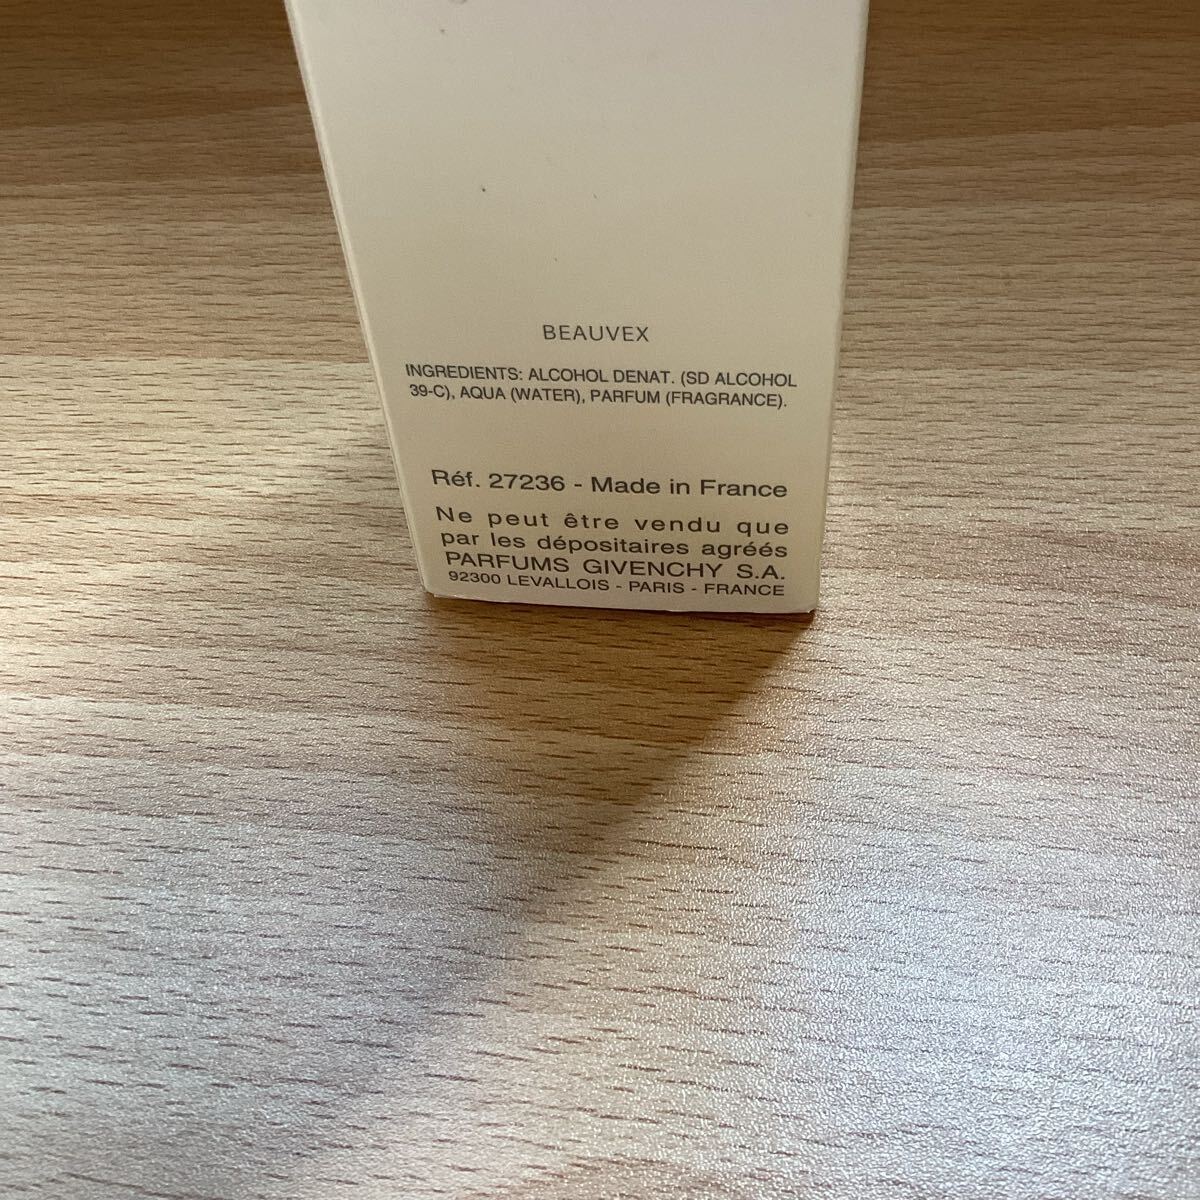 BEAUVEX
INGREDIENTS: ALCOHOL DENAT. (SD ALCOHOL
39-C), AQUA (WATER), PARFUM (FRAGRANCE).
Réf. 27236 - Made in France
Ne peut être vendu que
par les dépositaires agréés
PARFUMS GIVENCHY S.A.
92300 LEVALLOIS - PARIS - FRANCE